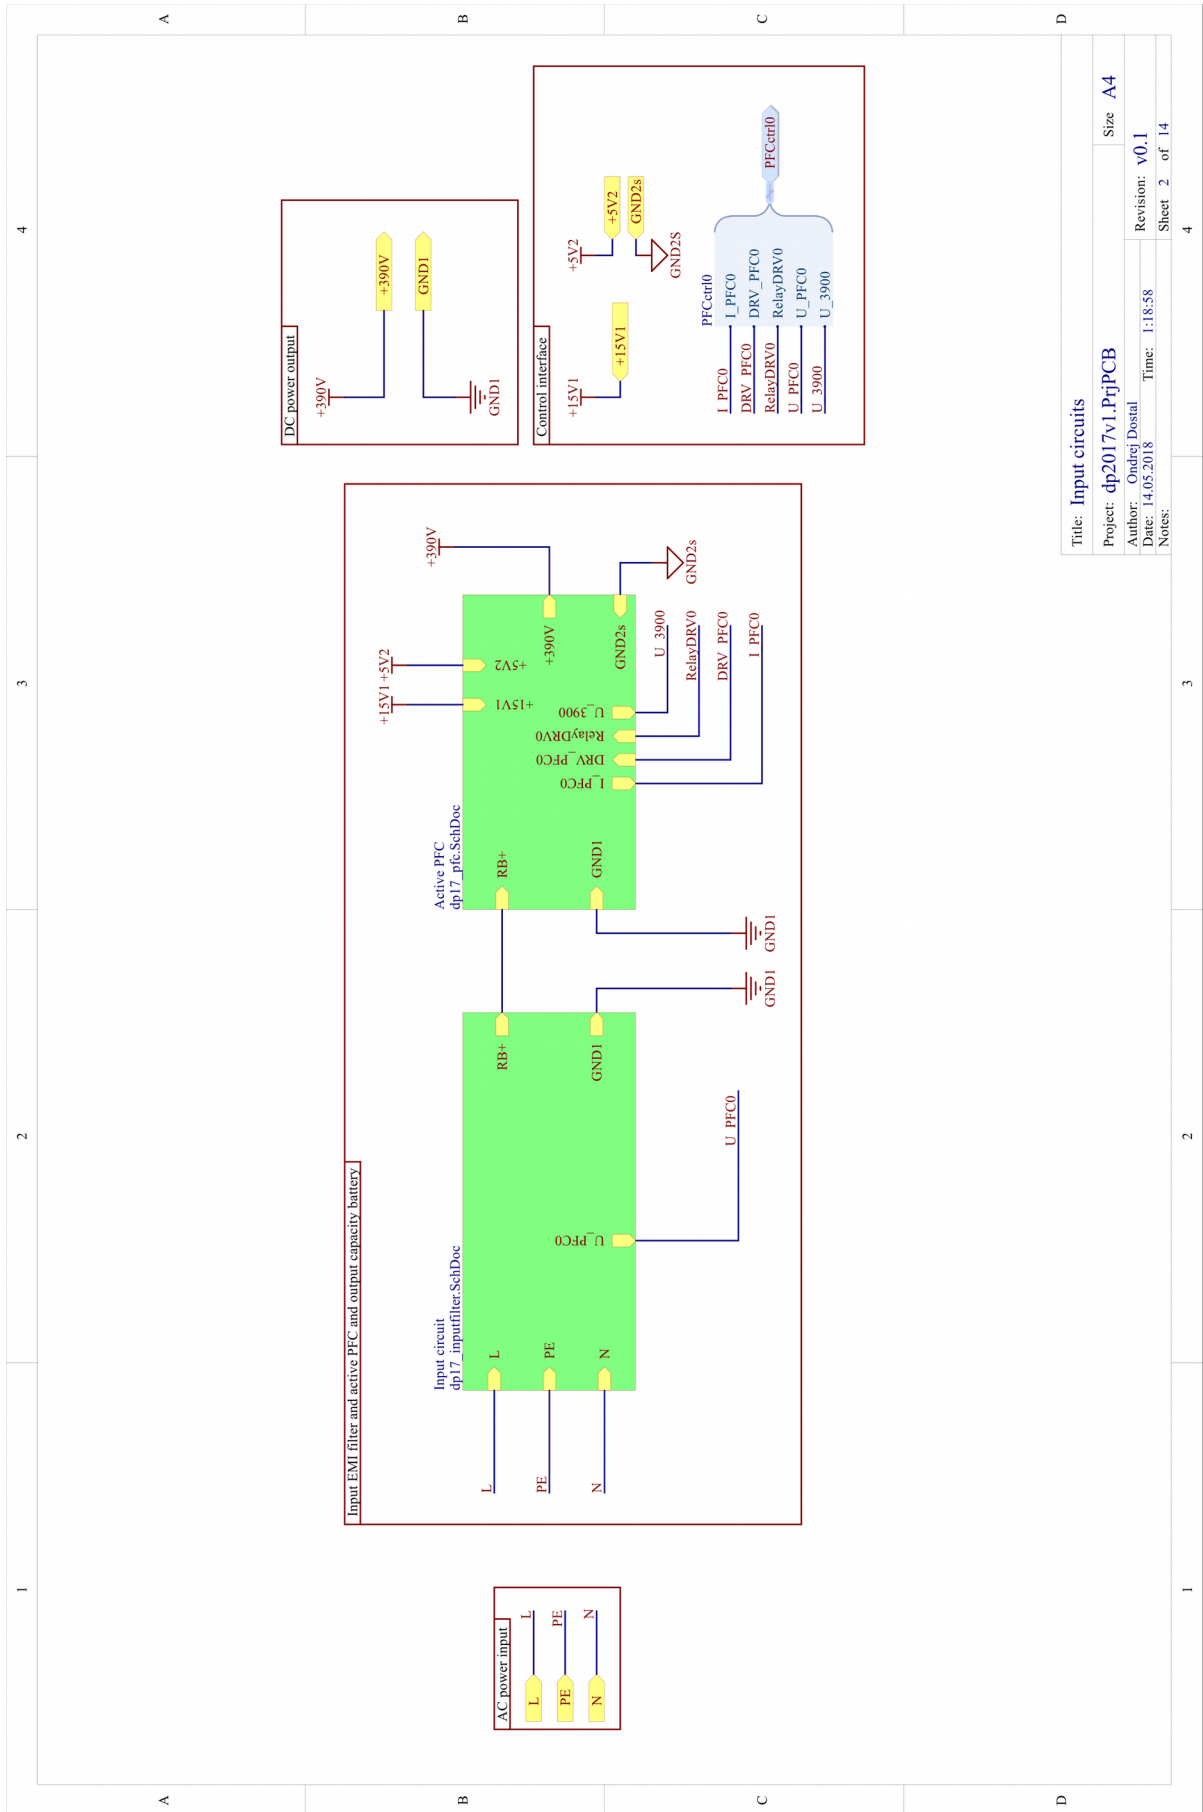 1
2
3
4
A
B
C
D
AC power input
L
PE
N
L
PE
N
Input EMI filter and active PFC and output capacity battery
L
PE
N
Input circuit
dp17_inputfilter.SchDoc
L
PE
N
U_PFC0
RB+
GND1
U_PFC0
GND1
Active PFC
dp17_pfc.SchDoc
RB+
GND1
GND1
+15V1
+5V2
+15V1
+5V2
+390V
GND2s
I_PFC0
DRV_PFC0
RelayDRV0
U_3900
+390V
GND2s
U_3900
RelayDRV0
DRV_PFC0
I_PFC0
DC power output
+390V
+390V
GND1
GND1
Control interface
+15V1
+15V1
+5V2
+5V2
GND2s
GND2S
PFCctrl0
I_PFC0
I_PFC0
DRV_PFC0
DRV_PFC0
RelayDRV0
RelayDRV0
U_PFC0
U_PFC0
U_3900
U_3900
PFCctrl0
Title: Input circuits
Project: dp2017v1.PrjPCB
Size A4
Author: Ondrej Dostal
Revision: v0.1
Date: 14.05.2018
Time: 1:18:58
Sheet 2 of 14
Notes:
1
2
3
4
A
B
C
D